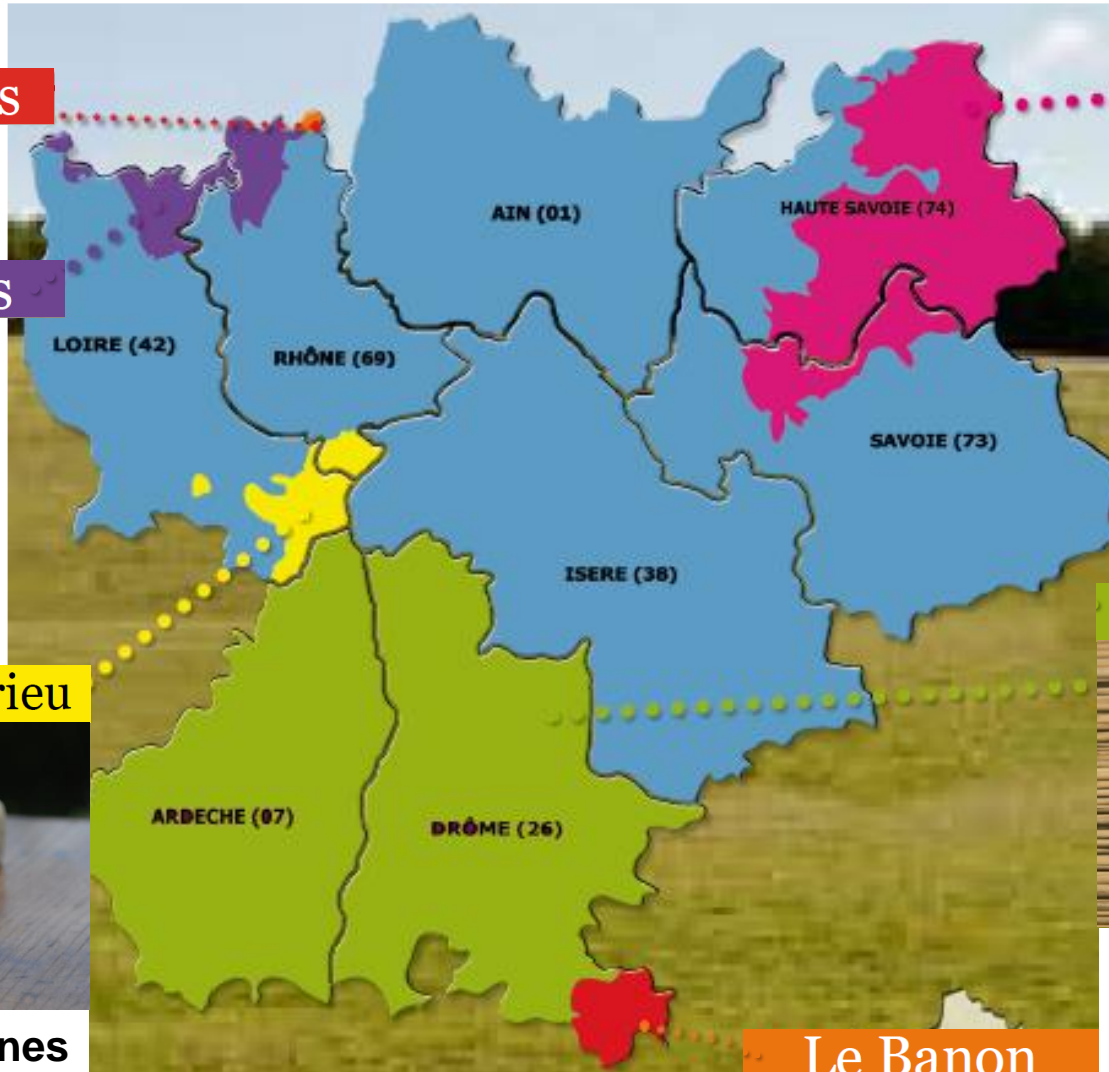 s
AIN (01)
HAUTE SAVOIE (74)
s
LOIRE (42)
RHÔNE (69)
SAVOIE (73)
ISERE (38)
rieu
ARDECHE (07)
DRÔME (26)
nes
Le Banon